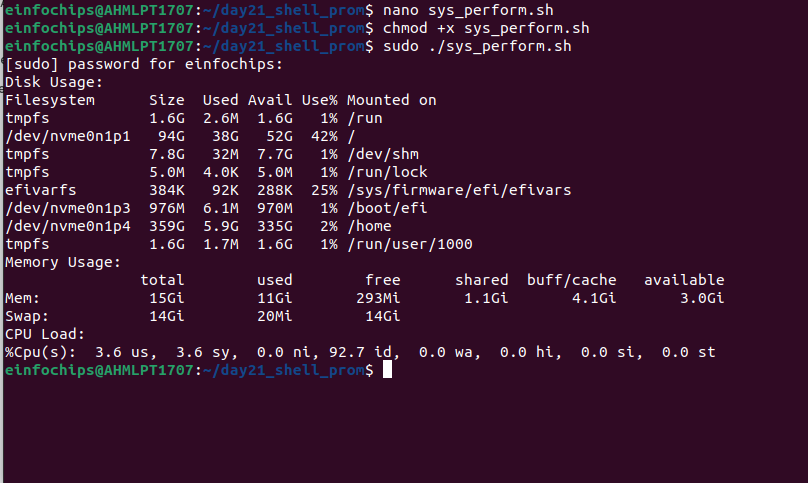 einfochips@AHMLPT1707:~/day21_shell_prom$ nano sys_perform.sh
einfochips@AHMLPT1707:~/day21_shell_prom$ chmod +x sys_perform.sh
einfochips@AHMLPT1707:~/day21_shell_prom$ sudo ./sys_perform.sh
[sudo] password for einfochips:
Disk Usage:
Filesystem      Size  Used Avail Use% Mounted on
tmpfs           1.6G  2.6M  1.6G   1% /run
/dev/nvme0n1p1   94G   38G   52G  42% /
tmpfs           7.8G   32M  7.7G   1% /dev/shm
tmpfs           5.0M  4.0K  5.0M   1% /run/lock
efivarfs        384K   92K  288K  25% /sys/firmware/efi/efivars
/dev/nvme0n1p3  976M  6.1M  970M   1% /boot/efi
/dev/nvme0n1p4  359G  5.9G  335G   2% /home
tmpfs           1.6G  1.7M  1.6G   1% /run/user/1000
Memory Usage:
               total        used        free      shared  buff/cache   available
Mem:            15Gi        11Gi       293Mi       1.1Gi       4.1Gi       3.0Gi
Swap:           14Gi        20Mi        14Gi
CPU Load:
%Cpu(s):  3.6 us,  3.6 sy,  0.0 ni, 92.7 id,  0.0 wa,  0.0 hi,  0.0 si,  0.0 st
einfochips@AHMLPT1707:~/day21_shell_prom$